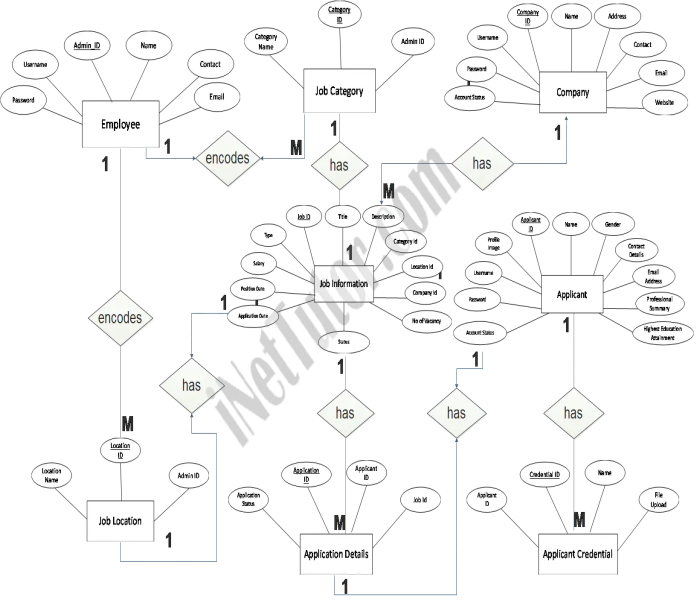 Category
ID
Company
ID
Name
Address
Admin_ID
Name
Category
Name
Admin ID
Username
Contact
Username
Contact
Password
Email
Password
Email
Account Status
Website
Employee
Job Category
Company
1
1
M
1
1
1
encodes
has
has
M
Job ID
Title
Description
Applicant
ID
Name
Gender
Type
Category Id
Profile
Image
Contact
Details
1
Salary
Location Id
Username
Email
Address
Position Date
Job Information
Company Id
Password
Applicant
Professional
Summary
1
Application Date
No of Vacancy
Account Status
1
Highest Education
Attainment
encodes
Status
1
1
has
has
has
has
M
Location
ID
Location
Name
Admin ID
Application
ID
Applicant
ID
Credential ID
Name
Application
Status
Job Id
Applicant
D
File
Upload
Job Location
1
M
M
Application Details
Applicant Credential
1
iNetTutor.com